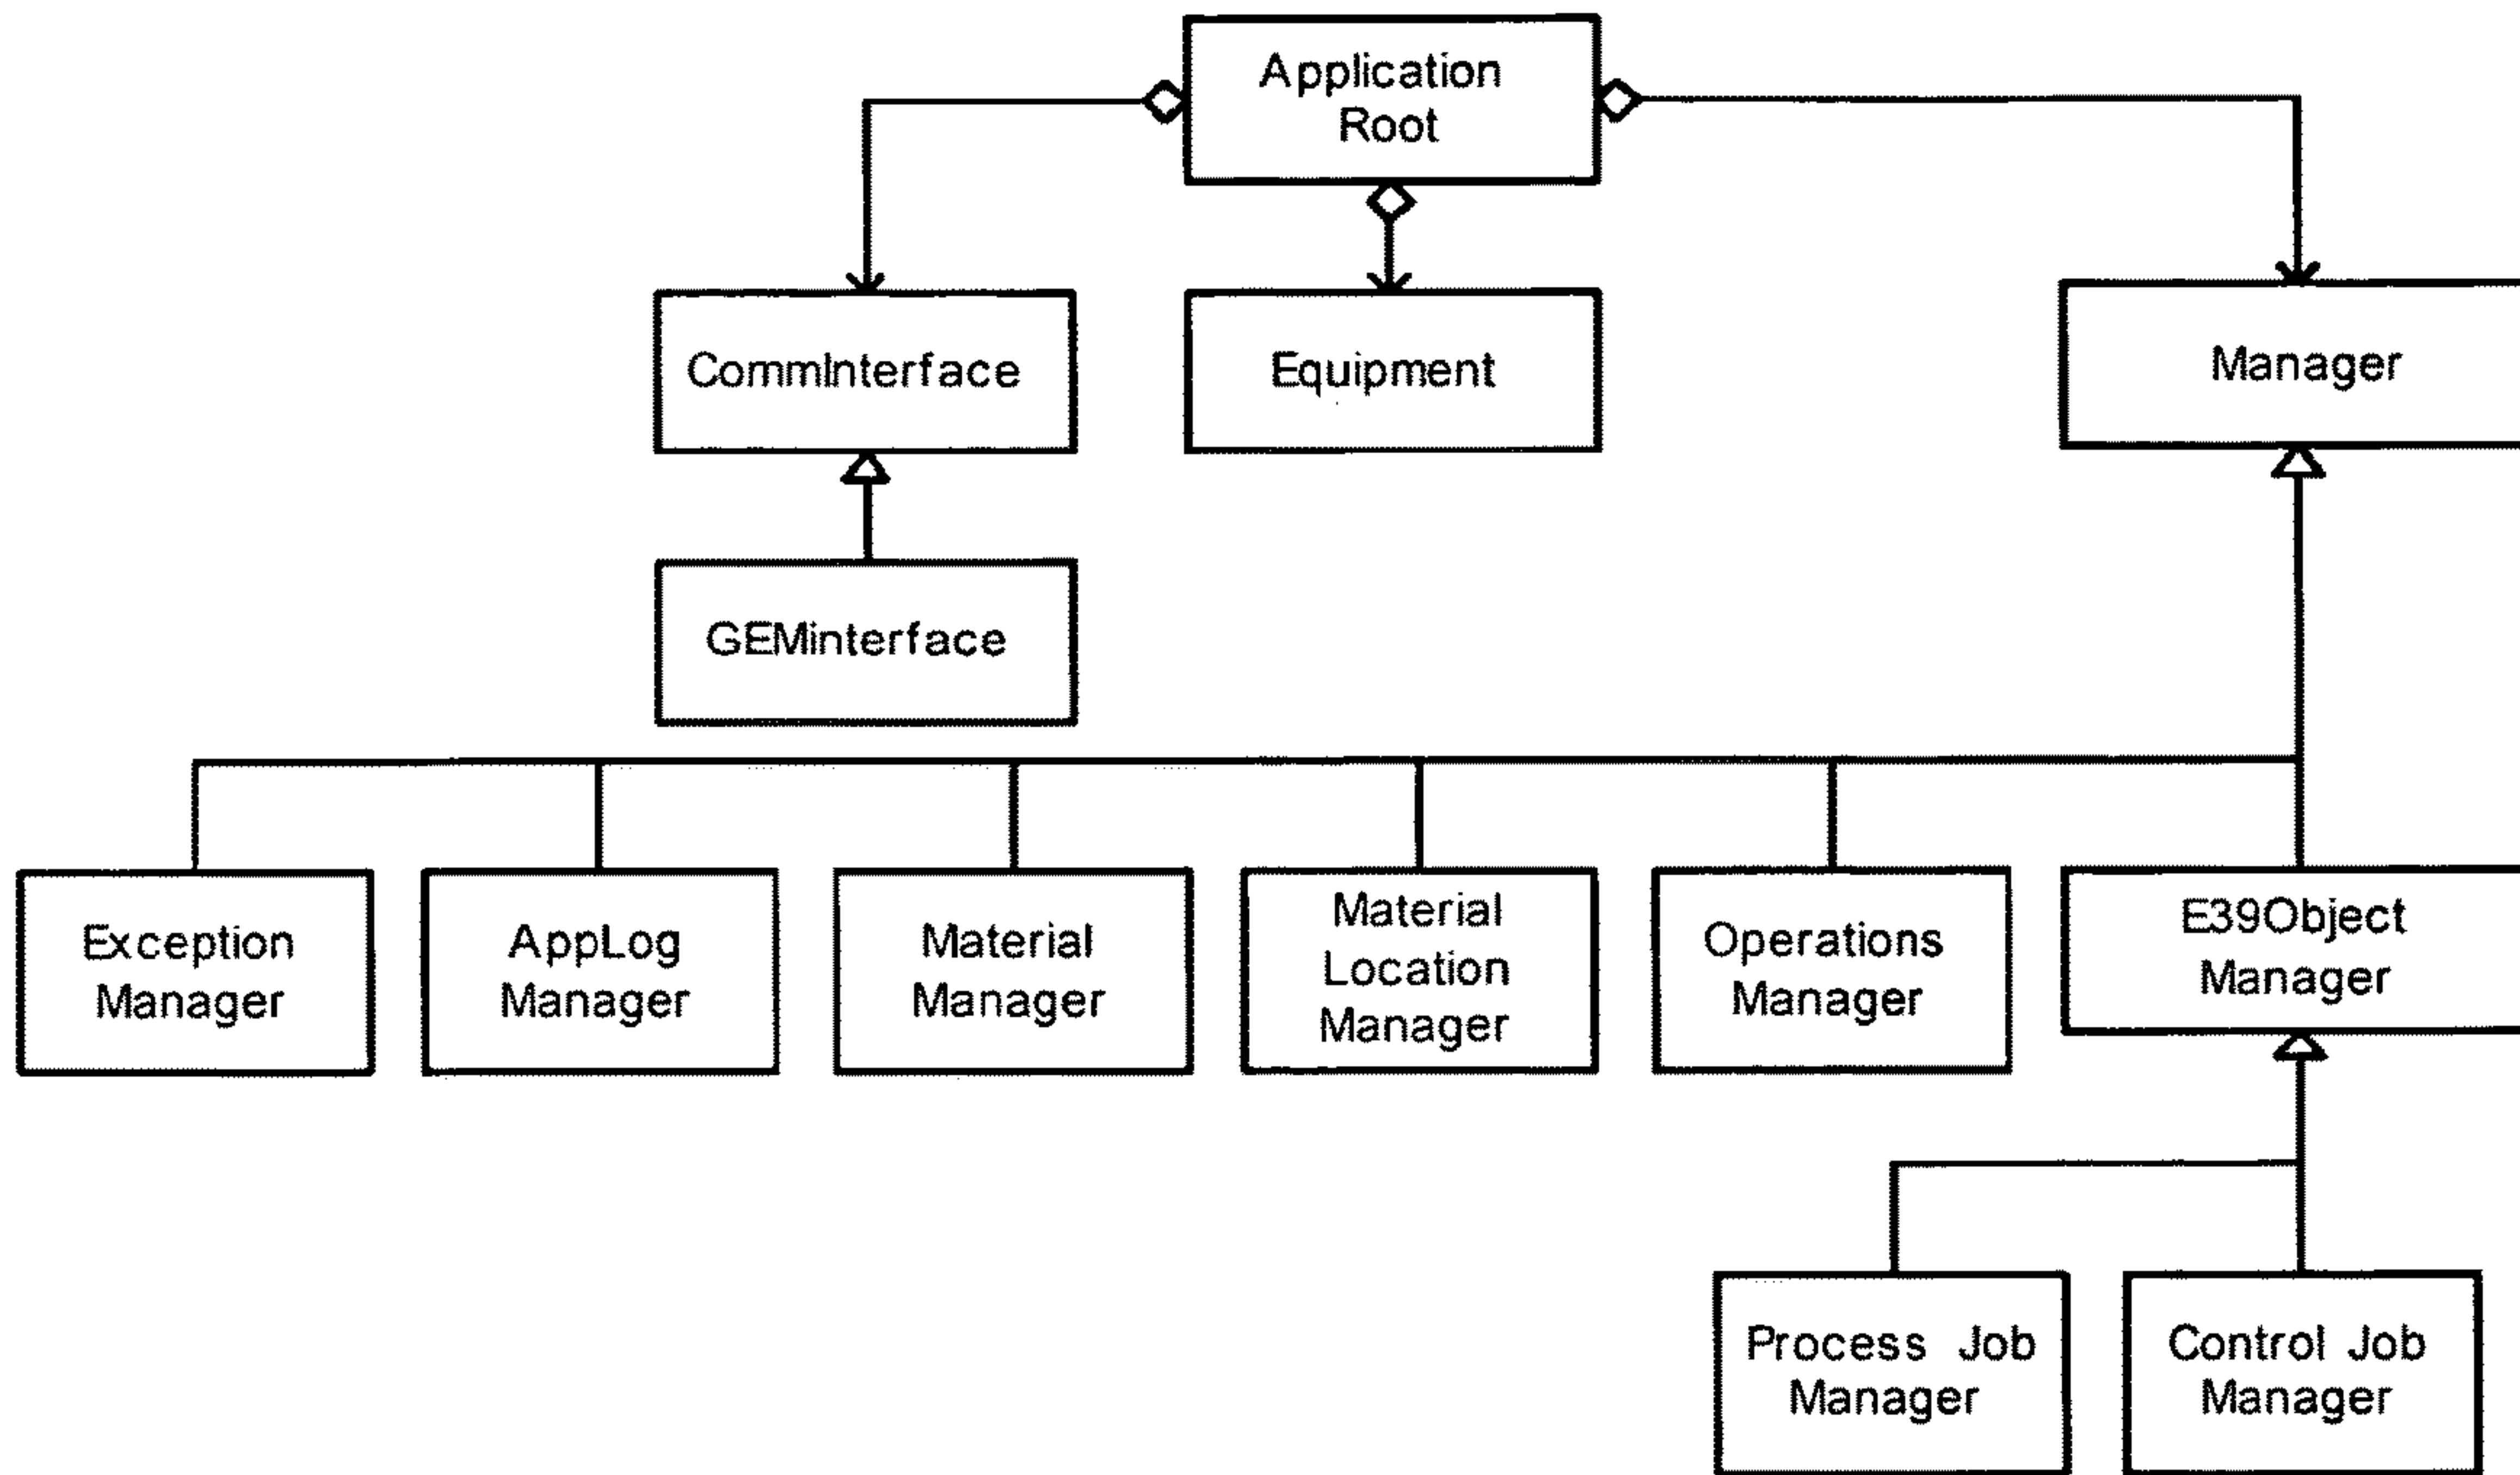 Application
Root
CommInterface
Equipment
Manager
GEMinterface
Exception
Manager
AppLog
Manager
Material
Manager
Material
Location
Manager
Operations
Manager
E39Object
Manager
Process Job
Manager
Control Job
Manager